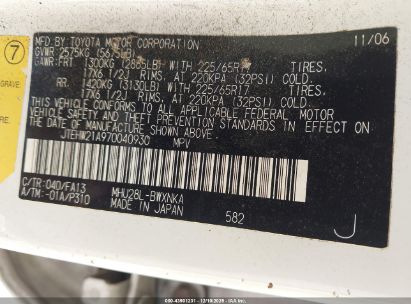 7
GRAVE:
MFD. BY: TOYOTA MOTOR CORPORATION 11/06
GVWR 2575KG (5675LB)
GAWR: FRT. 1300KG (2865LB) WITH 225/65R17 TIRES,
17X6 1/2J RIMS, AT 220KPA (32PSI) COLD.
RR. 1420KG (3130LB) WITH 225/65R17 TIRES,
17X6 1/2J RIMS, AT 220KPA (32PSI) COLD.
THIS VEHICLE CONFORMS TO ALL APPLICABLE FEDERAL MOTOR
VEHICLE SAFETY AND THEFT PREVENTION STANDARDS IN EFFECT ON
THE DATE OF MANUFACTURE SHOWN ABOVE.
JTEHW21A970040930 MPV
C/TR: 040/FA13 MHU28L-BWXNKA
A/TM: -01A/P310 MADE IN JAPAN 582 J